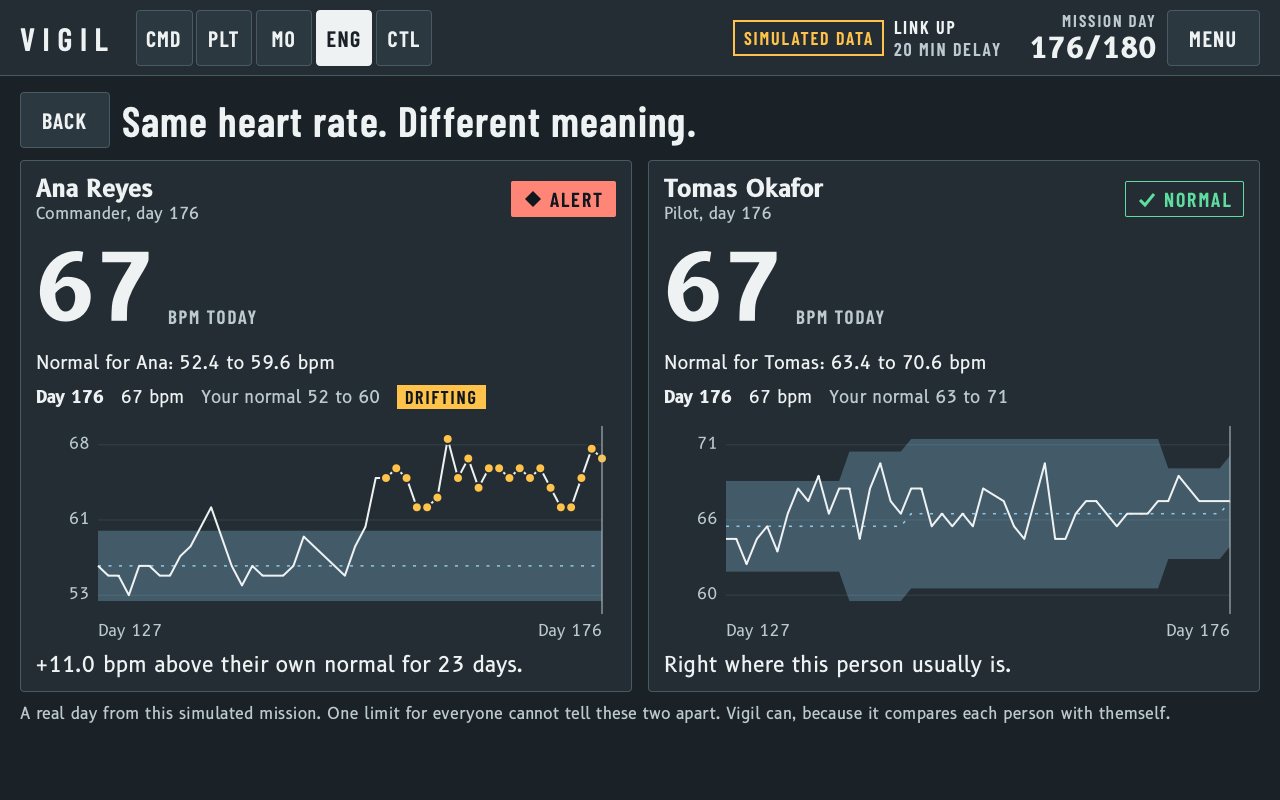 VIGIL
CMD
PLT
MO
ENG
CTL
SIMULATED DATA
LINK UP
20 MIN DELAY
MISSION DAY
176/180
MENU
BACK
Same heart rate. Different meaning.
Ana Reyes
Commander, day 176
ALERT
67 BPM TODAY
Normal for Ana: 52.4 to 59.6 bpm
Day 176 67 bpm Your normal 52 to 60 DRIFTING
68
61
53
Day 127 Day 176
+11.0 bpm above their own normal for 23 days.
Tomas Okafor
Pilot, day 176
NORMAL
67 BPM TODAY
Normal for Tomas: 63.4 to 70.6 bpm
Day 176 67 bpm Your normal 63 to 71
71
66
60
Day 127 Day 176
Right where this person usually is.
A real day from this simulated mission. One limit for everyone cannot tell these two apart. Vigil can, because it compares each person with themself.